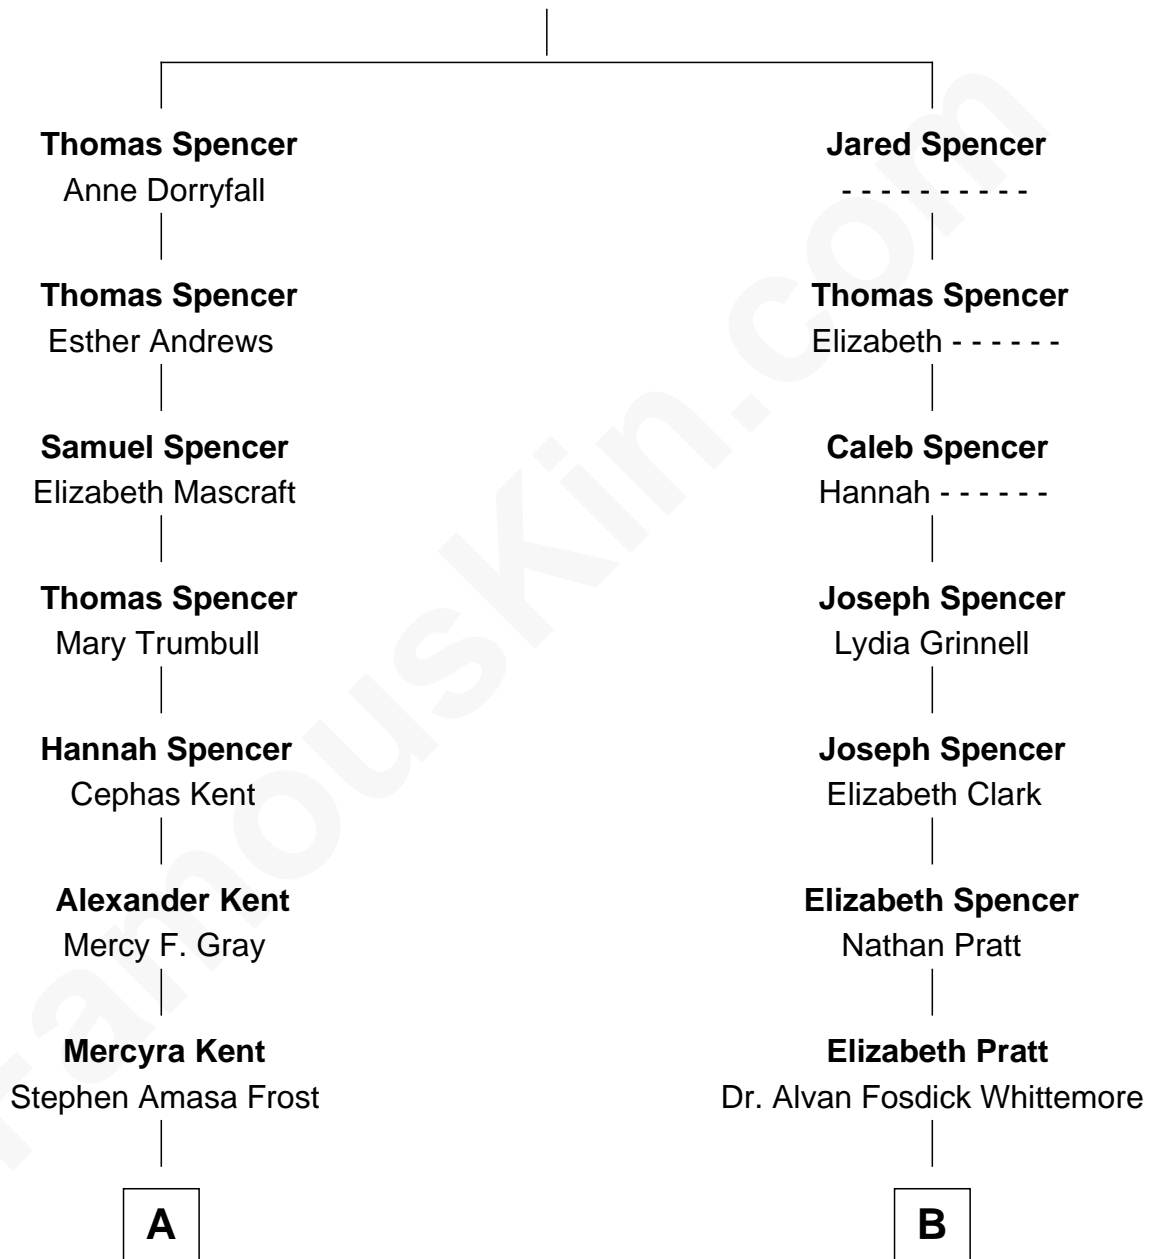 Thomas Spencer
Anne Dorryfall
Thomas Spencer
Esther Andrews
Samuel Spencer
Elizabeth Mascraft
Thomas Spencer
Mary Trumbull
Hannah Spencer
Cephas Kent
Alexander Kent
Mercy F. Gray
Mercyra Kent
Stephen Amasa Frost
A
Jared Spencer
- - - - - - - - - -
Thomas Spencer
Elizabeth - - - - - -
Caleb Spencer
Hannah - - - - - -
Joseph Spencer
Lydia Grinnell
Joseph Spencer
Elizabeth Clark
Elizabeth Spencer
Nathan Pratt
Elizabeth Pratt
Dr. Alvan Fosdick Whittemore
B
FamousKin.com